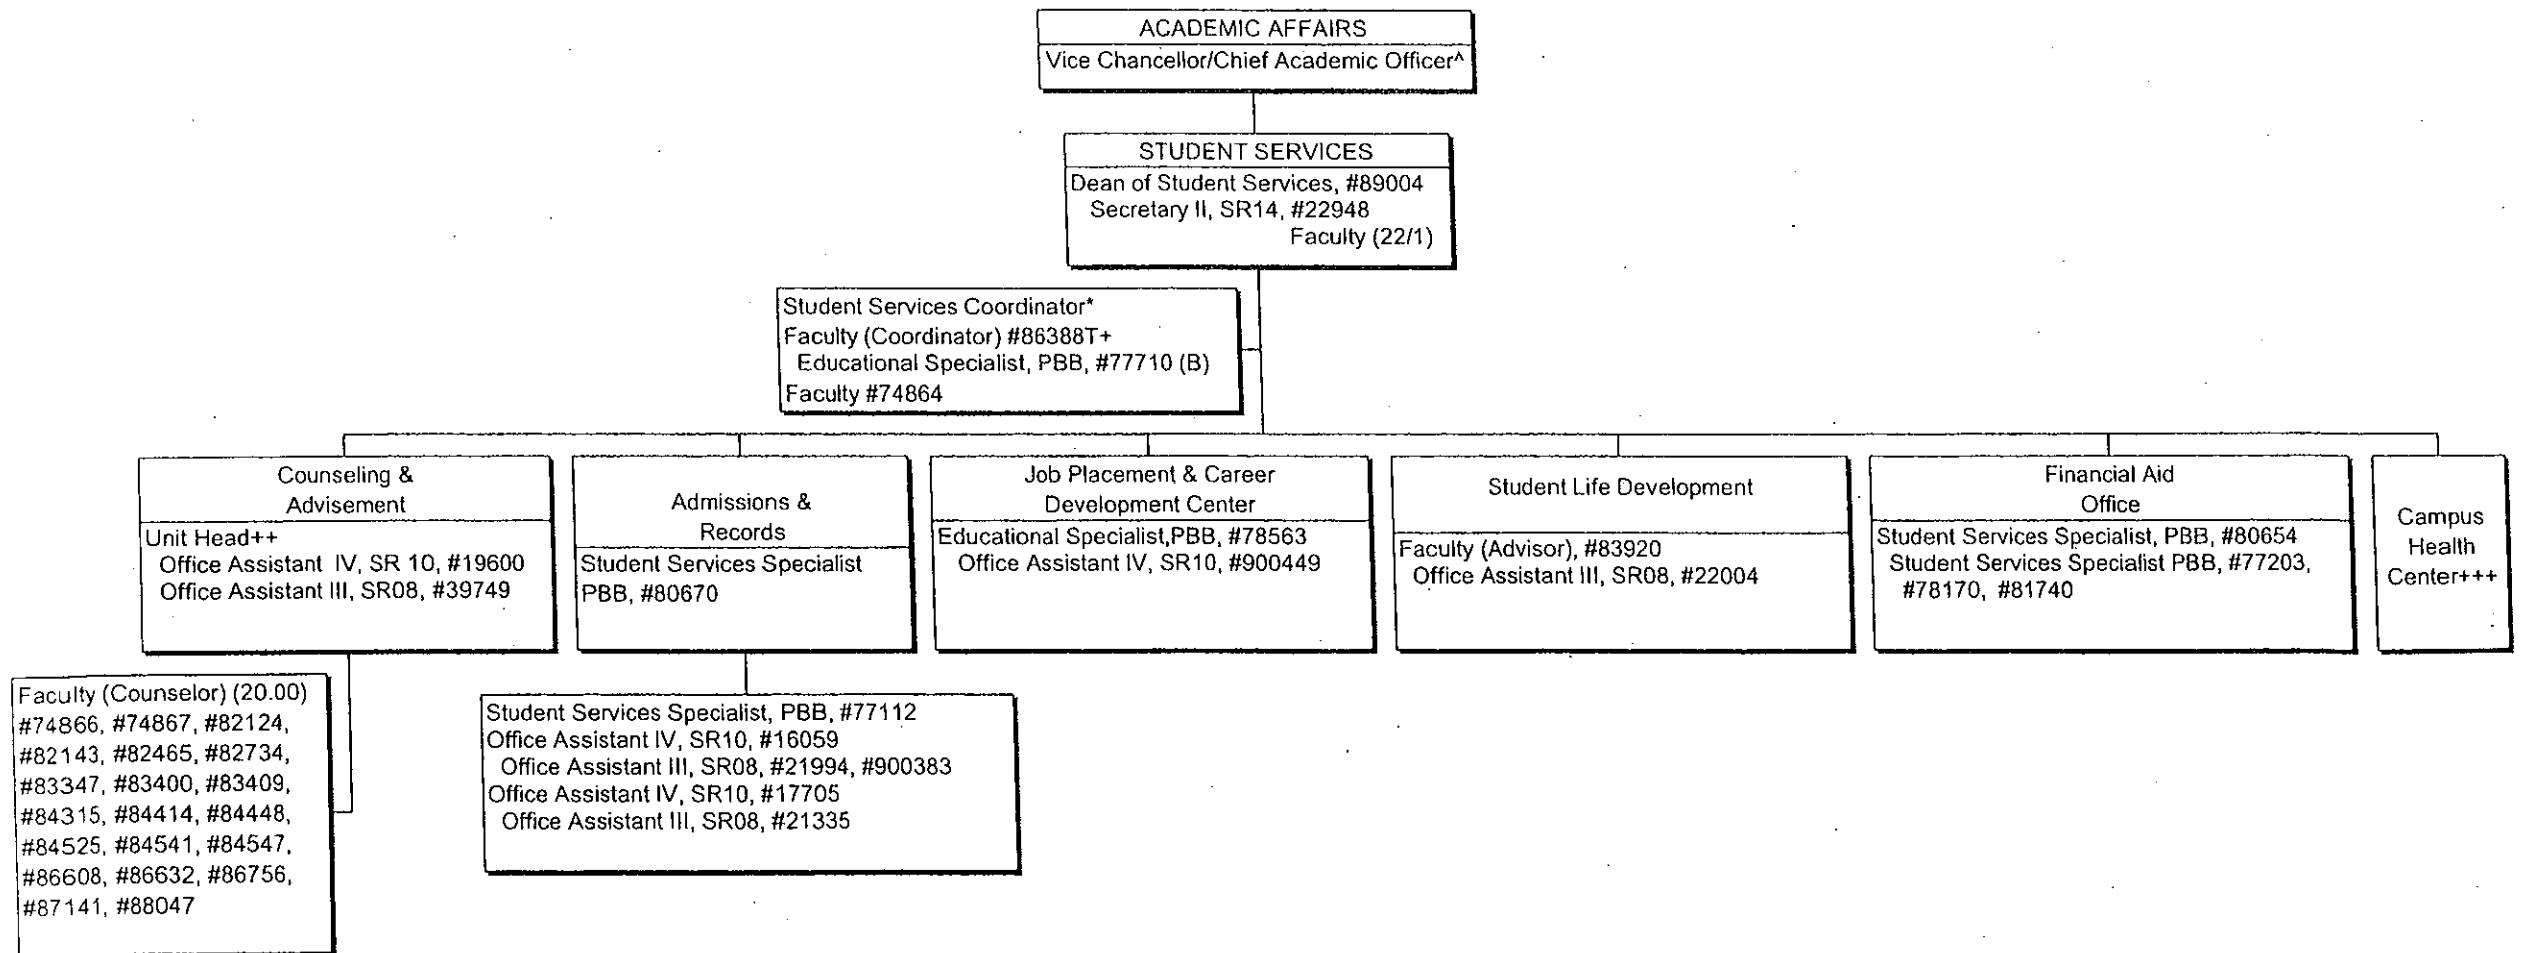 ACADEMIC AFFAIRS
Vice Chancellor/Chief Academic Officer^
STUDENT SERVICES
Dean of Student Services, #89004
Secretary II, SR14, #22948
Faculty (22/1)
Student Services Coordinator*
Faculty (Coordinator) #86388T+
Educational Specialist, PBB, #77710 (B)
Faculty #74864
Counseling &
Advisement
Unit Head++
Office Assistant IV, SR 10, #19600
Office Assistant III, SR08, #39749
Faculty (Counselor) (20.00)
#74866, #74867, #82124,
#82143, #82465, #82734,
#83347, #83400, #83409,
#84315, #84414, #84448,
#84525, #84541, #84547,
#86608, #86632, #86756,
#87141, #88047
Admissions &
Records
Student Services Specialist
PBB, #80670
Student Services Specialist, PBB, #77112
Office Assistant IV, SR10, #16059
Office Assistant III, SR08, #21994, #900383
Office Assistant IV, SR10, #17705
Office Assistant III, SR08, #21335
Job Placement & Career
Development Center
Educational Specialist,PBB, #78563
Office Assistant IV, SR10, #900449
Student Life Development
Faculty (Advisor), #83920
Office Assistant III, SR08, #22004
Financial Aid
Office
Student Services Specialist, PBB, #80654
Student Services Specialist PBB, #77203,
#78170, #81740
Campus
Health
Center+++